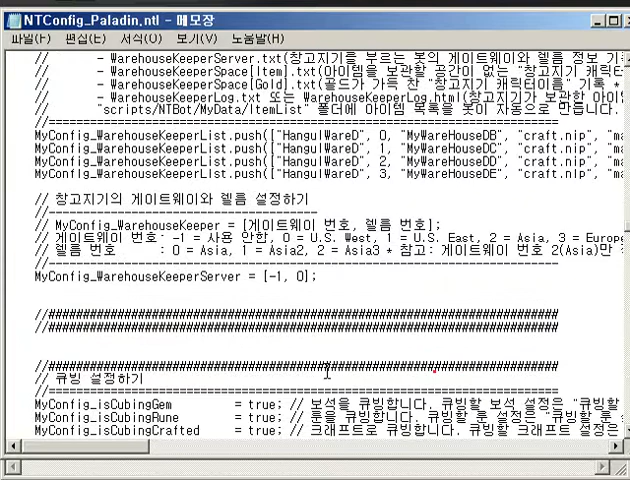 NTConfig_Paladin.ntl - 메모장
파일(F) 편집(E) 서식(O) 보기(V) 도움말(H)
// - WarehouseKeeperServer.txt(창고지기를 부르는 봇의 게이트웨이와 렐름 정보 기
// - WarehouseKeeperSpace[Item].txt(아이템을 보관할 공간이 없는 "창고지기 캐릭터
// - WarehouseKeeperSpace[Gold].txt(골드가 가득 찬 "창고지기 캐릭터이름" 기록 *
// - WarehouseKeeperLog.txt 또는 WarehouseKeeperLog.html(창고지기가 보관할 아이
// "scripts/NTBot/MyData/ItemList" 폴더에 아이템 목록을 봇이 자동으로 만듭니다.
//==========================================================================
MyConfig_WarehouseKeeperList.push(["HangulWareD", 0, "MyWareHouseDB", "craft.nip", "ma
MyConfig_WarehouseKeeperList.push(["HangulWareD", 1, "MyWareHouseDC", "craft.nip", "ma
MyConfig_WarehouseKeeperList.push(["HangulWareD", 2, "MyWareHouseDD", "craft.nip", "ma
MyConfig_WarehouseKeeperList.push(["HangulWareD", 3, "MyWareHouseDE", "craft.nip", "ma
// 창고지기의 게이트웨이와 렐름 설정하기
//---------------------------------------
// MyConfig_WarehouseKeeper = [게이트웨이 번호, 렐름 번호];
// 게이트웨이 번호: -1 = 사용 안함, 0 = U.S. West, 1 = U.S. East, 2 = Asia, 3 = Europe
// 렐름 번호 : 0 = Asia, 1 = Asia2, 2 = Asia3 * 참고: 게이트웨이 번호 2(Asia)만
//--------------------------------------------------------------------------
MyConfig_WarehouseKeeperServer = [-1, 0];
//##########################################################################
//##########################################################################
//##########################################################################
// 큐빙 설정하기
//==========================================================================
MyConfig_isCubingGem = true; // 보석을 큐빙합니다. 큐빙할 보석 설정은 "큐빙할
MyConfig_isCubingRune = true; // 룬을 큐빙합니다. 큐빙할 룬 설정은 "큐빙할 룬
MyConfig_isCubingCrafted = true; // 크래프트로 큐빙합니다. 큐빙할 크래프트 설정은